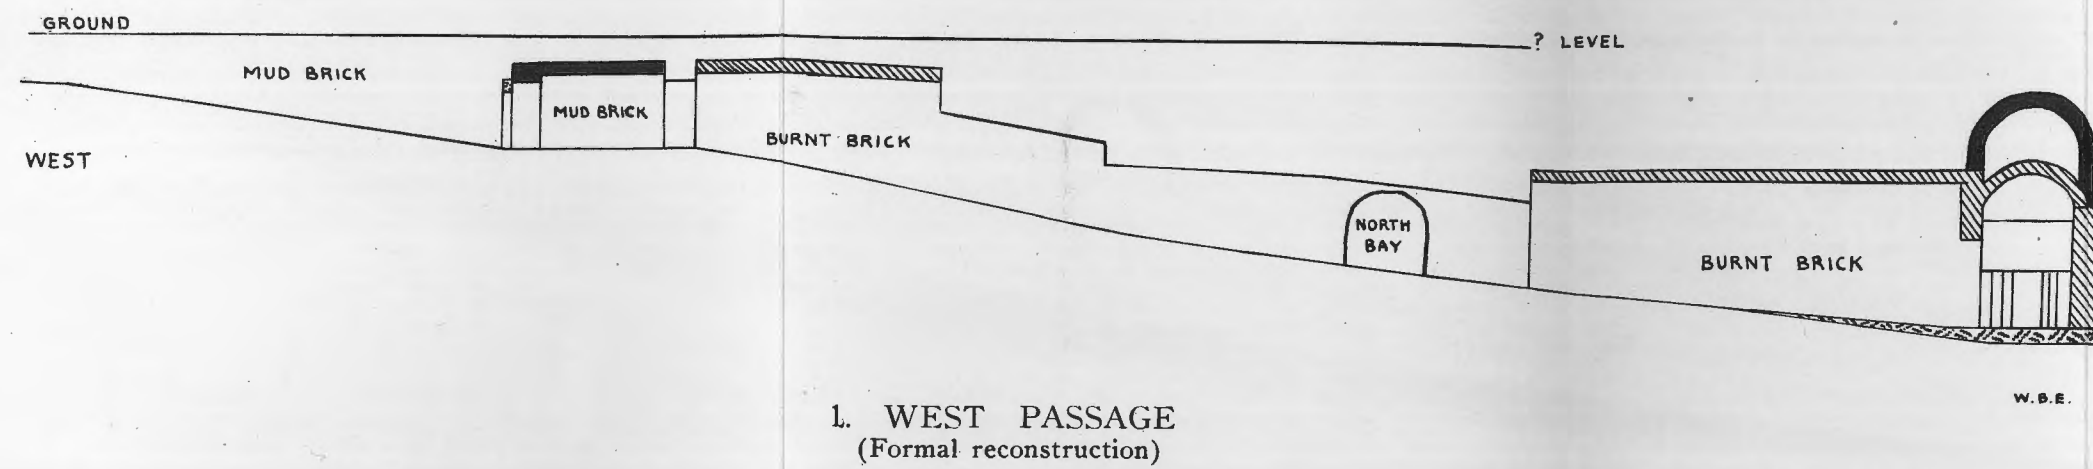 GROUND
? LEVEL
MUD BRICK
MUD BRICK
BURNT BRICK
WEST
NORTH
BAY
BURNT BRICK
W.B.E.
1. WEST PASSAGE
(Formal reconstruction)